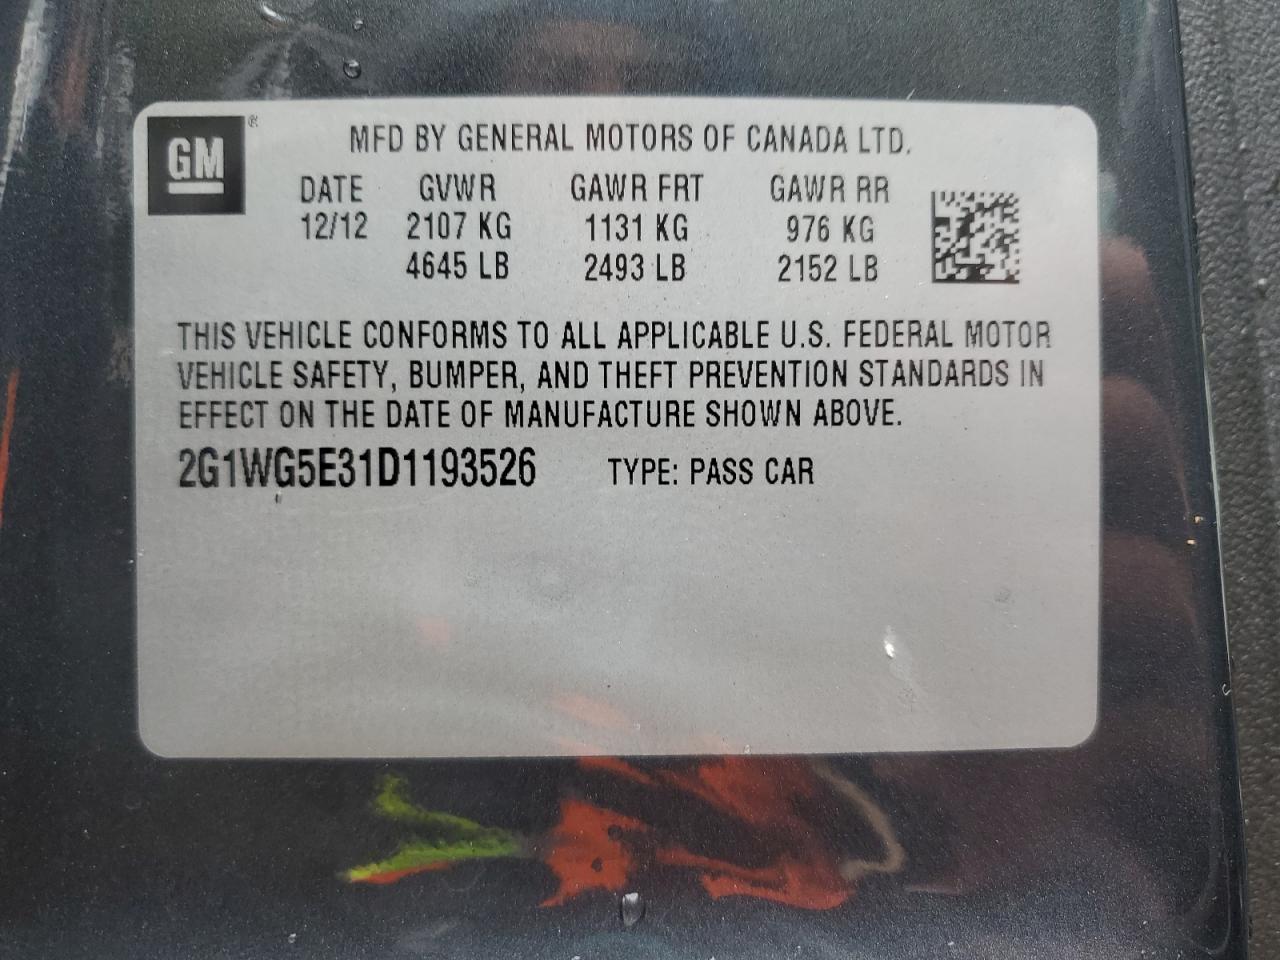 GM®
MFD BY GENERAL MOTORS OF CANADA LTD.
DATE GVWR GAWR FRT GAWR RR
12/12 2107 KG 1131 KG 976 KG
4645 LB 2493 LB 2152 LB
THIS VEHICLE CONFORMS TO ALL APPLICABLE U.S. FEDERAL MOTOR
VEHICLE SAFETY, BUMPER, AND THEFT PREVENTION STANDARDS IN
EFFECT ON THE DATE OF MANUFACTURE SHOWN ABOVE.
2G1WG5E31D1193526 TYPE: PASS CAR